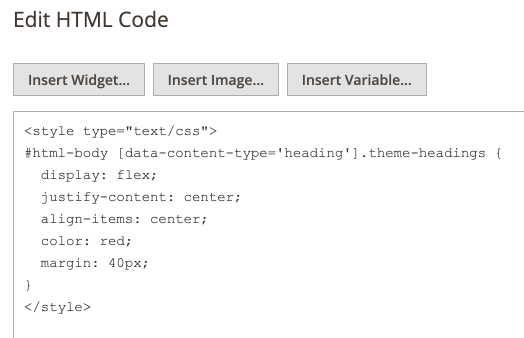 Edit HTML Code
Insert Widget... Insert Image... Insert Variable...
<style type="text/css">
#html-body [data-content-type='heading'].theme-headings {
  display: flex;
  justify-content: center;
  align-items: center;
  color: red;
  margin: 40px;
}
</style>